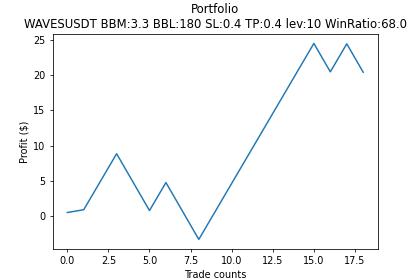 Portfolio
WAVESUSDT BBM:3.3 BBL:180 SL:0.4 TP:0.4 lev:10 WinRatio:68.0
25
20
15
10
5
0
Profit ($)
0.0 2.5 5.0 7.5 10.0 12.5 15.0 17.5
Trade counts